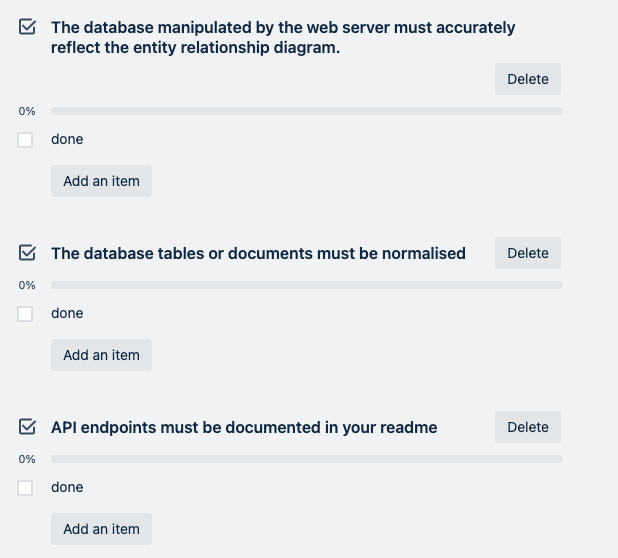 The database manipulated by the web server must accurately
reflect the entity relationship diagram.
Delete
0%
done
Add an item
The database tables or documents must be normalised
Delete
0%
done
Add an item
API endpoints must be documented in your readme
Delete
0%
done
Add an item